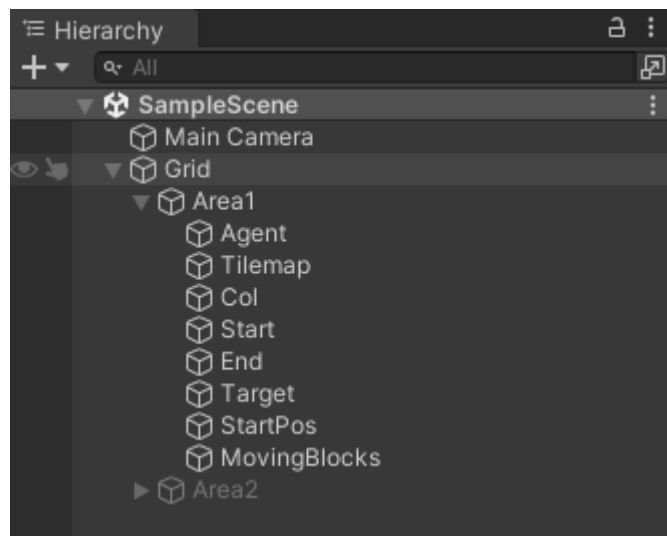 Hierarchy
All
SampleScene
Main Camera
Grid
Area1
Agent
Tilemap
Col
Start
End
Target
StartPos
MovingBlocks
Area2